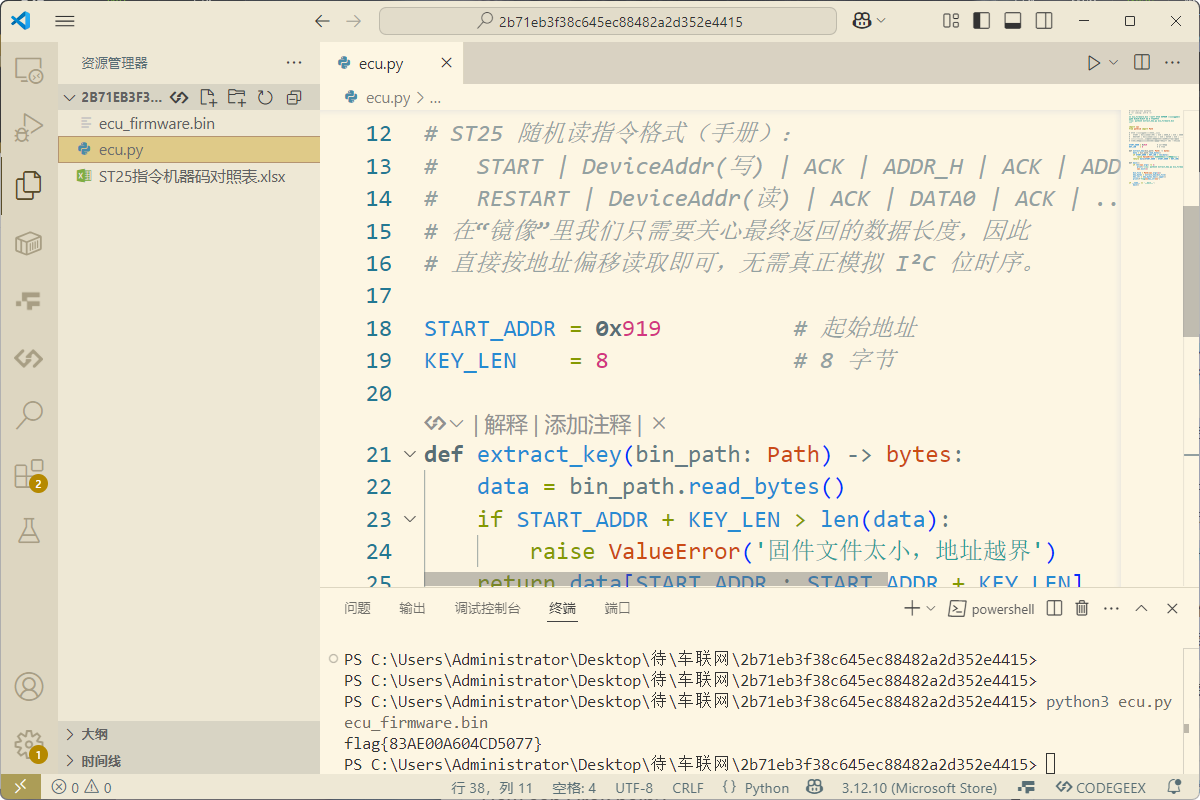 2b71eb3f38c645ec88482a2d352e4415
资源管理器
ecu.py
2B71EB3F3...
ecu.py > ...
ecu_firmware.bin
ecu.py
ST25指令机器码对照表.xlsx
12 # ST25 随机读指令格式（手册）:
13 #   START | DeviceAddr(写) | ACK | ADDR_H | ACK | ADD
14 #   RESTART | DeviceAddr(读) | ACK | DATA0 | ACK | ..
15 # 在“镜像”里我们只需要关心最终返回的数据长度，因此
16 # 直接按地址偏移读取即可，无需真正模拟 I²C 位时序。
17
18 START_ADDR = 0x919          # 起始地址
19 KEY_LEN    = 8              # 8 字节
20
解释 | 添加注释 |
21 def extract_key(bin_path: Path) -> bytes:
22     data = bin_path.read_bytes()
23     if START_ADDR + KEY_LEN > len(data):
24         raise ValueError('固件文件太小，地址越界')
25     return data[START_ADDR : START_ADDR + KEY_LEN]
问题 输出 调试控制台 终端 端口
powershell
PS C:\Users\Administrator\Desktop\待\车联网\2b71eb3f38c645ec88482a2d352e4415>
PS C:\Users\Administrator\Desktop\待\车联网\2b71eb3f38c645ec88482a2d352e4415>
PS C:\Users\Administrator\Desktop\待\车联网\2b71eb3f38c645ec88482a2d352e4415> python3 ecu.py
ecu_firmware.bin
flag{83AE00A604CD5077}
PS C:\Users\Administrator\Desktop\待\车联网\2b71eb3f38c645ec88482a2d352e4415>
2
大纲
时间线
1
0 0
行 38，列 11 空格: 4 UTF-8 CRLF {} Python 3.12.10 (Microsoft Store) CODEGEEX